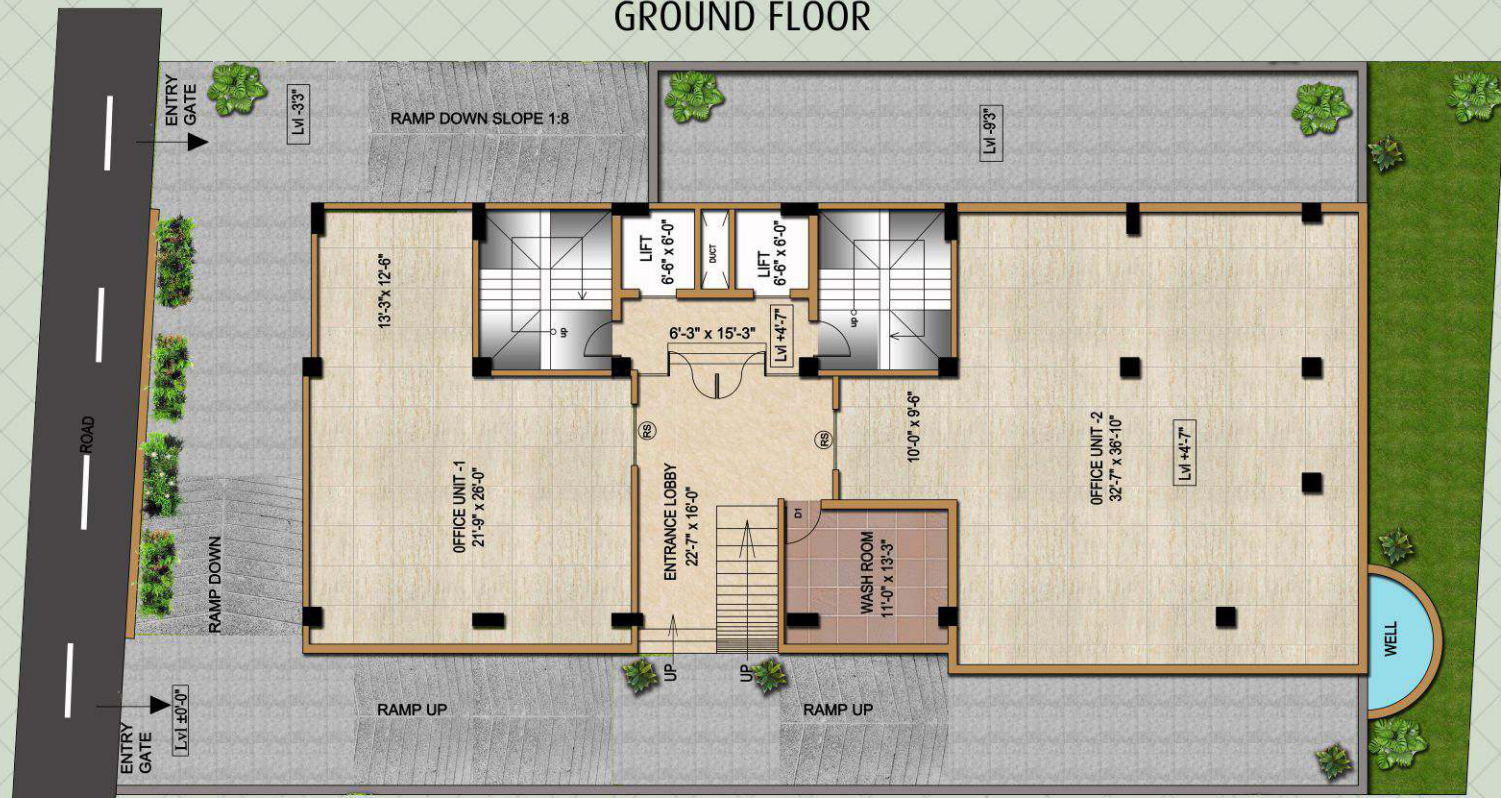 GROUND FLOOR
ENTRY
GATE
Lvl -3'3"
RAMP DOWN SLOPE 1:8
Lvl -9'3"
LIFT
6'-6" x 6'-0"
DUCT
LIFT
6'-6" x 6'-0"
13'-3"x 12'-6"
up
6'-3" x 15'-3"
Lvl +4'-7"
up
ROAD
RS
RS
10'-0" x 9'-6"
OFFICE UNIT -1
21'-9" x 26'-0"
ENTRANCE LOBBY
22'-7" x 16'-0"
OFFICE UNIT -2
32'-7" x 36'-10"
Lvl +4'-7"
D1
RAMP DOWN
WASH ROOM
11'-0" x 13'-3"
WELL
UP
UP
ENTRY
GATE
Lvl ±0'-0"
RAMP UP
RAMP UP